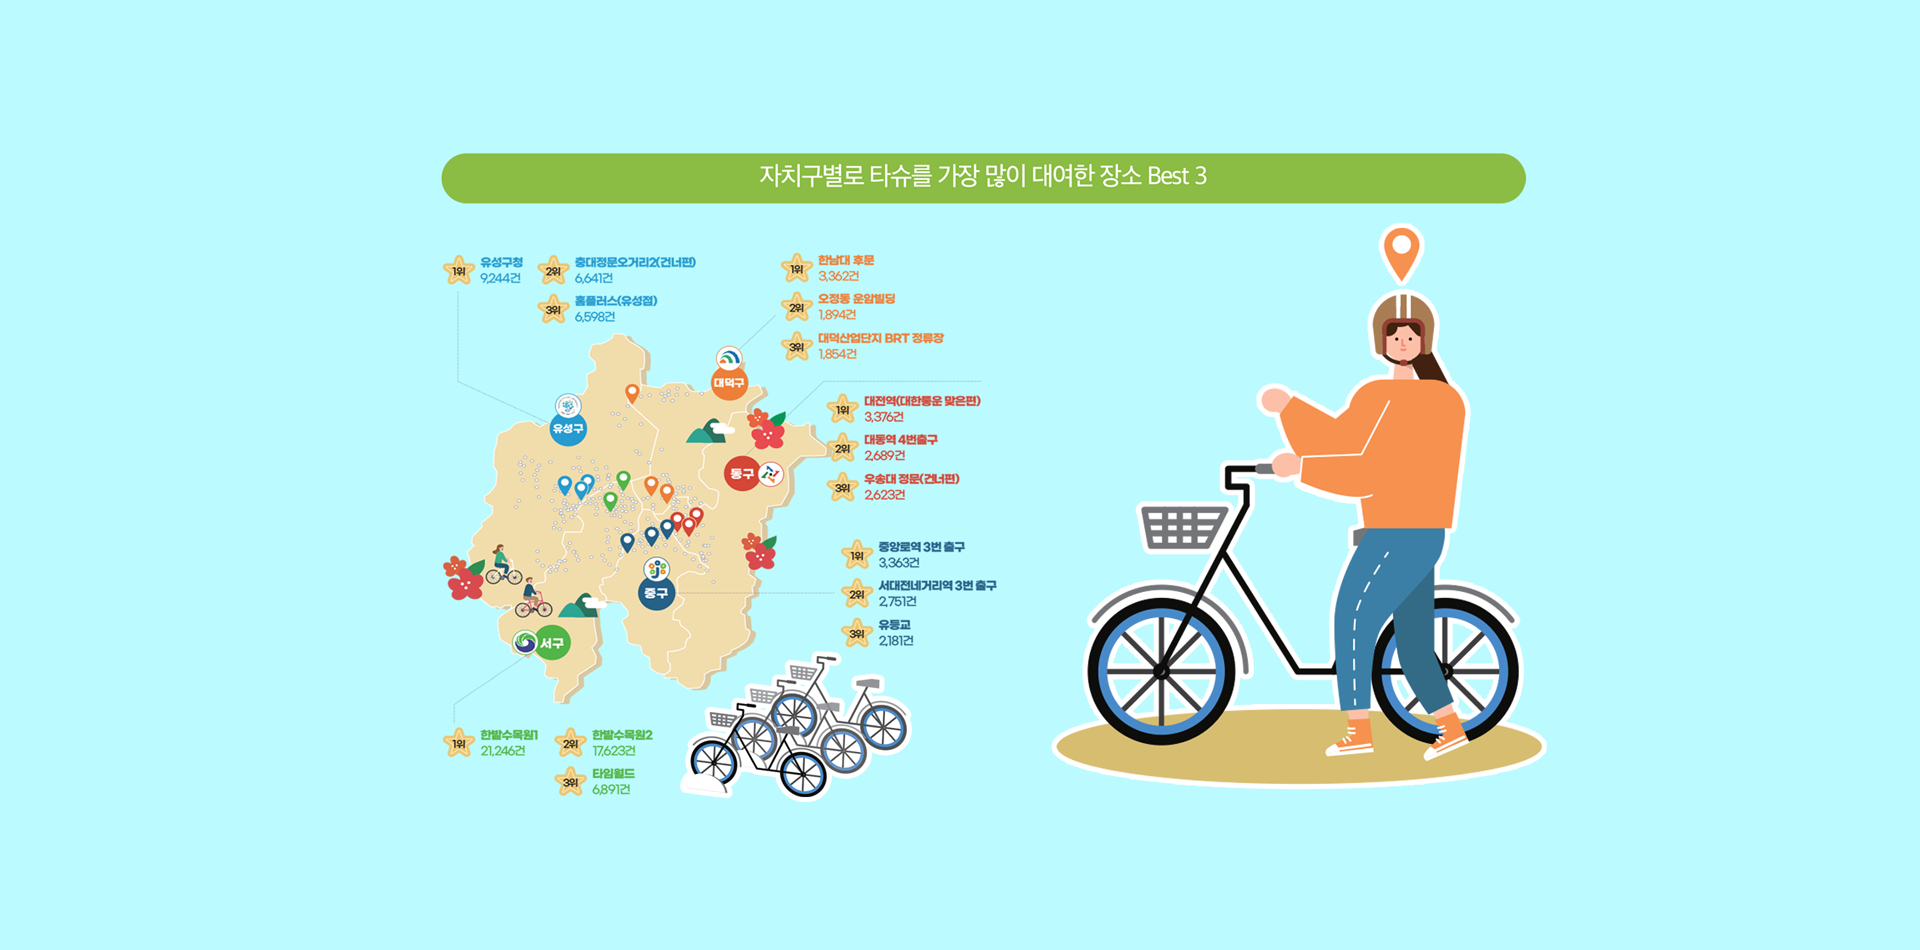 자치구별로 타슈를 가장 많이 대여한 장소 Best 3
1위 유성구청
9,244건
2위 충대정문오거리2(건너편)
6,641건
3위 홈플러스(유성점)
6,598건
1위 한남대 후문
3,362건
2위 오정동 운암빌딩
1,894건
3위 대덕산업단지 BRT 정류장
1,854건
대덕구
유성구
1위 대전역(대한통운 맞은편)
3,376건
2위 대동역 4번출구
2,689건
3위 우송대 정문(건너편)
2,623건
동구
1위 중앙로역 3번 출구
3,363건
2위 서대전네거리역 3번 출구
2,751건
3위 유등교
2,181건
중구
서구
1위 한밭수목원1
21,246건
2위 한밭수목원2
17,623건
3위 타임월드
6,891건